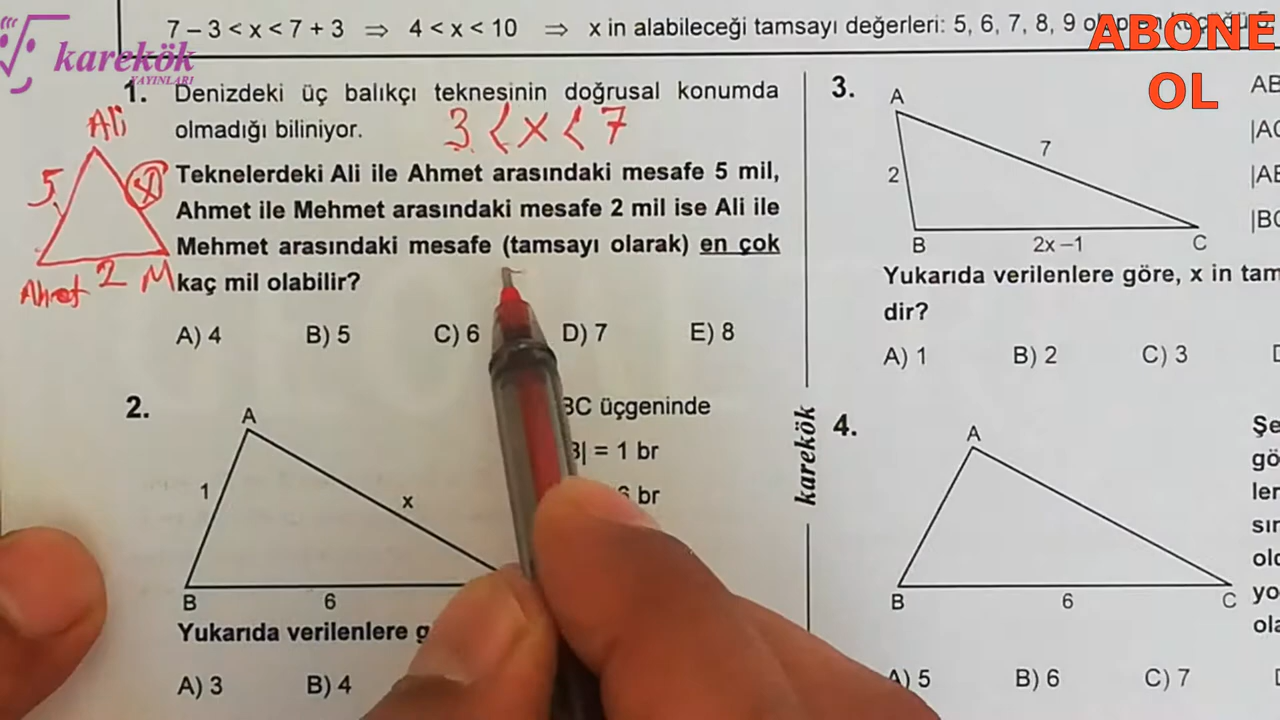 7 – 3 < x < 7 + 3 ⇒ 4 < x < 10 ⇒ x in alabileceği tamsayı değerleri: 5, 6, 7, 8, 9
ABONE
OL
karekök
YAYINLARI
1. Denizdeki üç balıkçı teknesinin doğrusal konumda
olmadığı biliniyor.
3 < x < 7
Ali
5
x
Ahmet 2 M
Teknelerdeki Ali ile Ahmet arasındaki mesafe 5 mil,
Ahmet ile Mehmet arasındaki mesafe 2 mil ise Ali ile
Mehmet arasındaki mesafe (tamsayı olarak) en çok
kaç mil olabilir?
A) 4 B) 5 C) 6 D) 7 E) 8
2.
A
1
x
B
6
BC üçgeninde
= 1 br
br
Yukarıda verilenlere
A) 3 B) 4
karekök
3.
A
7
2
B 2x –1 C
Yukarıda verilenlere göre, x in
dir?
A) 1 B) 2 C) 3
4.
A
B 6 C
A) 5 B) 6 C) 7